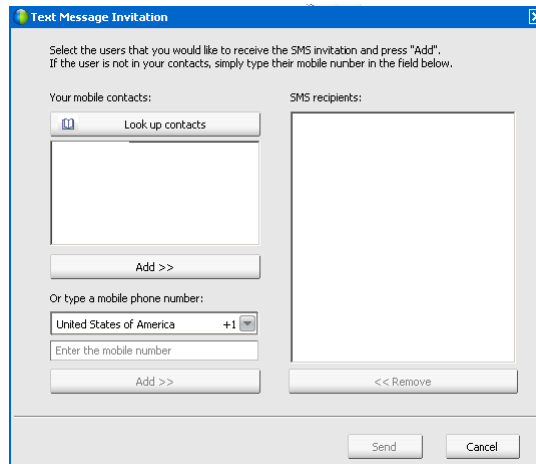 Text Message Invitation
Select the users that you would like to receive the SMS invitation and press "Add".
If the user is not in your contacts, simply type their mobile number in the field below.
Your mobile contacts:
Look up contacts
Add >>
Or type a mobile phone number:
United States of America +1
Enter the mobile number
Add >>
SMS recipients:
<< Remove
Send
Cancel